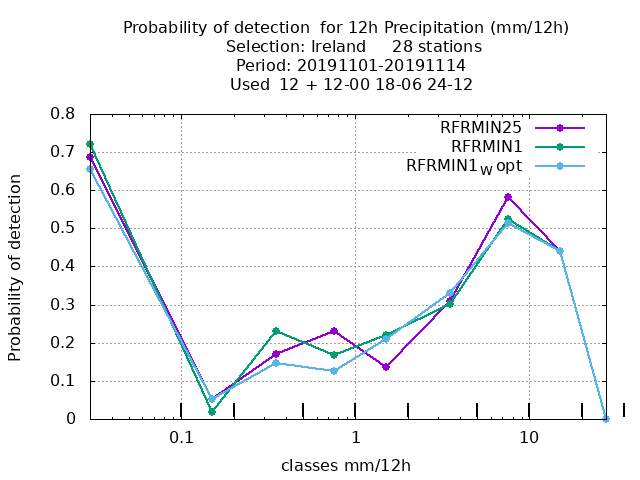 Probability of detection  for 12h Precipitation (mm/12h)
Selection: Ireland     28 stations
Period: 20191101-20191114
Used  12 + 12-00 18-06 24-12
RFRMIN25
RFRMIN1
RFRMIN1W opt
0.8
0.7
0.6
0.5
0.4
0.3
0.2
0.1
0
Probability of detection
0.1 1 10
classes mm/12h